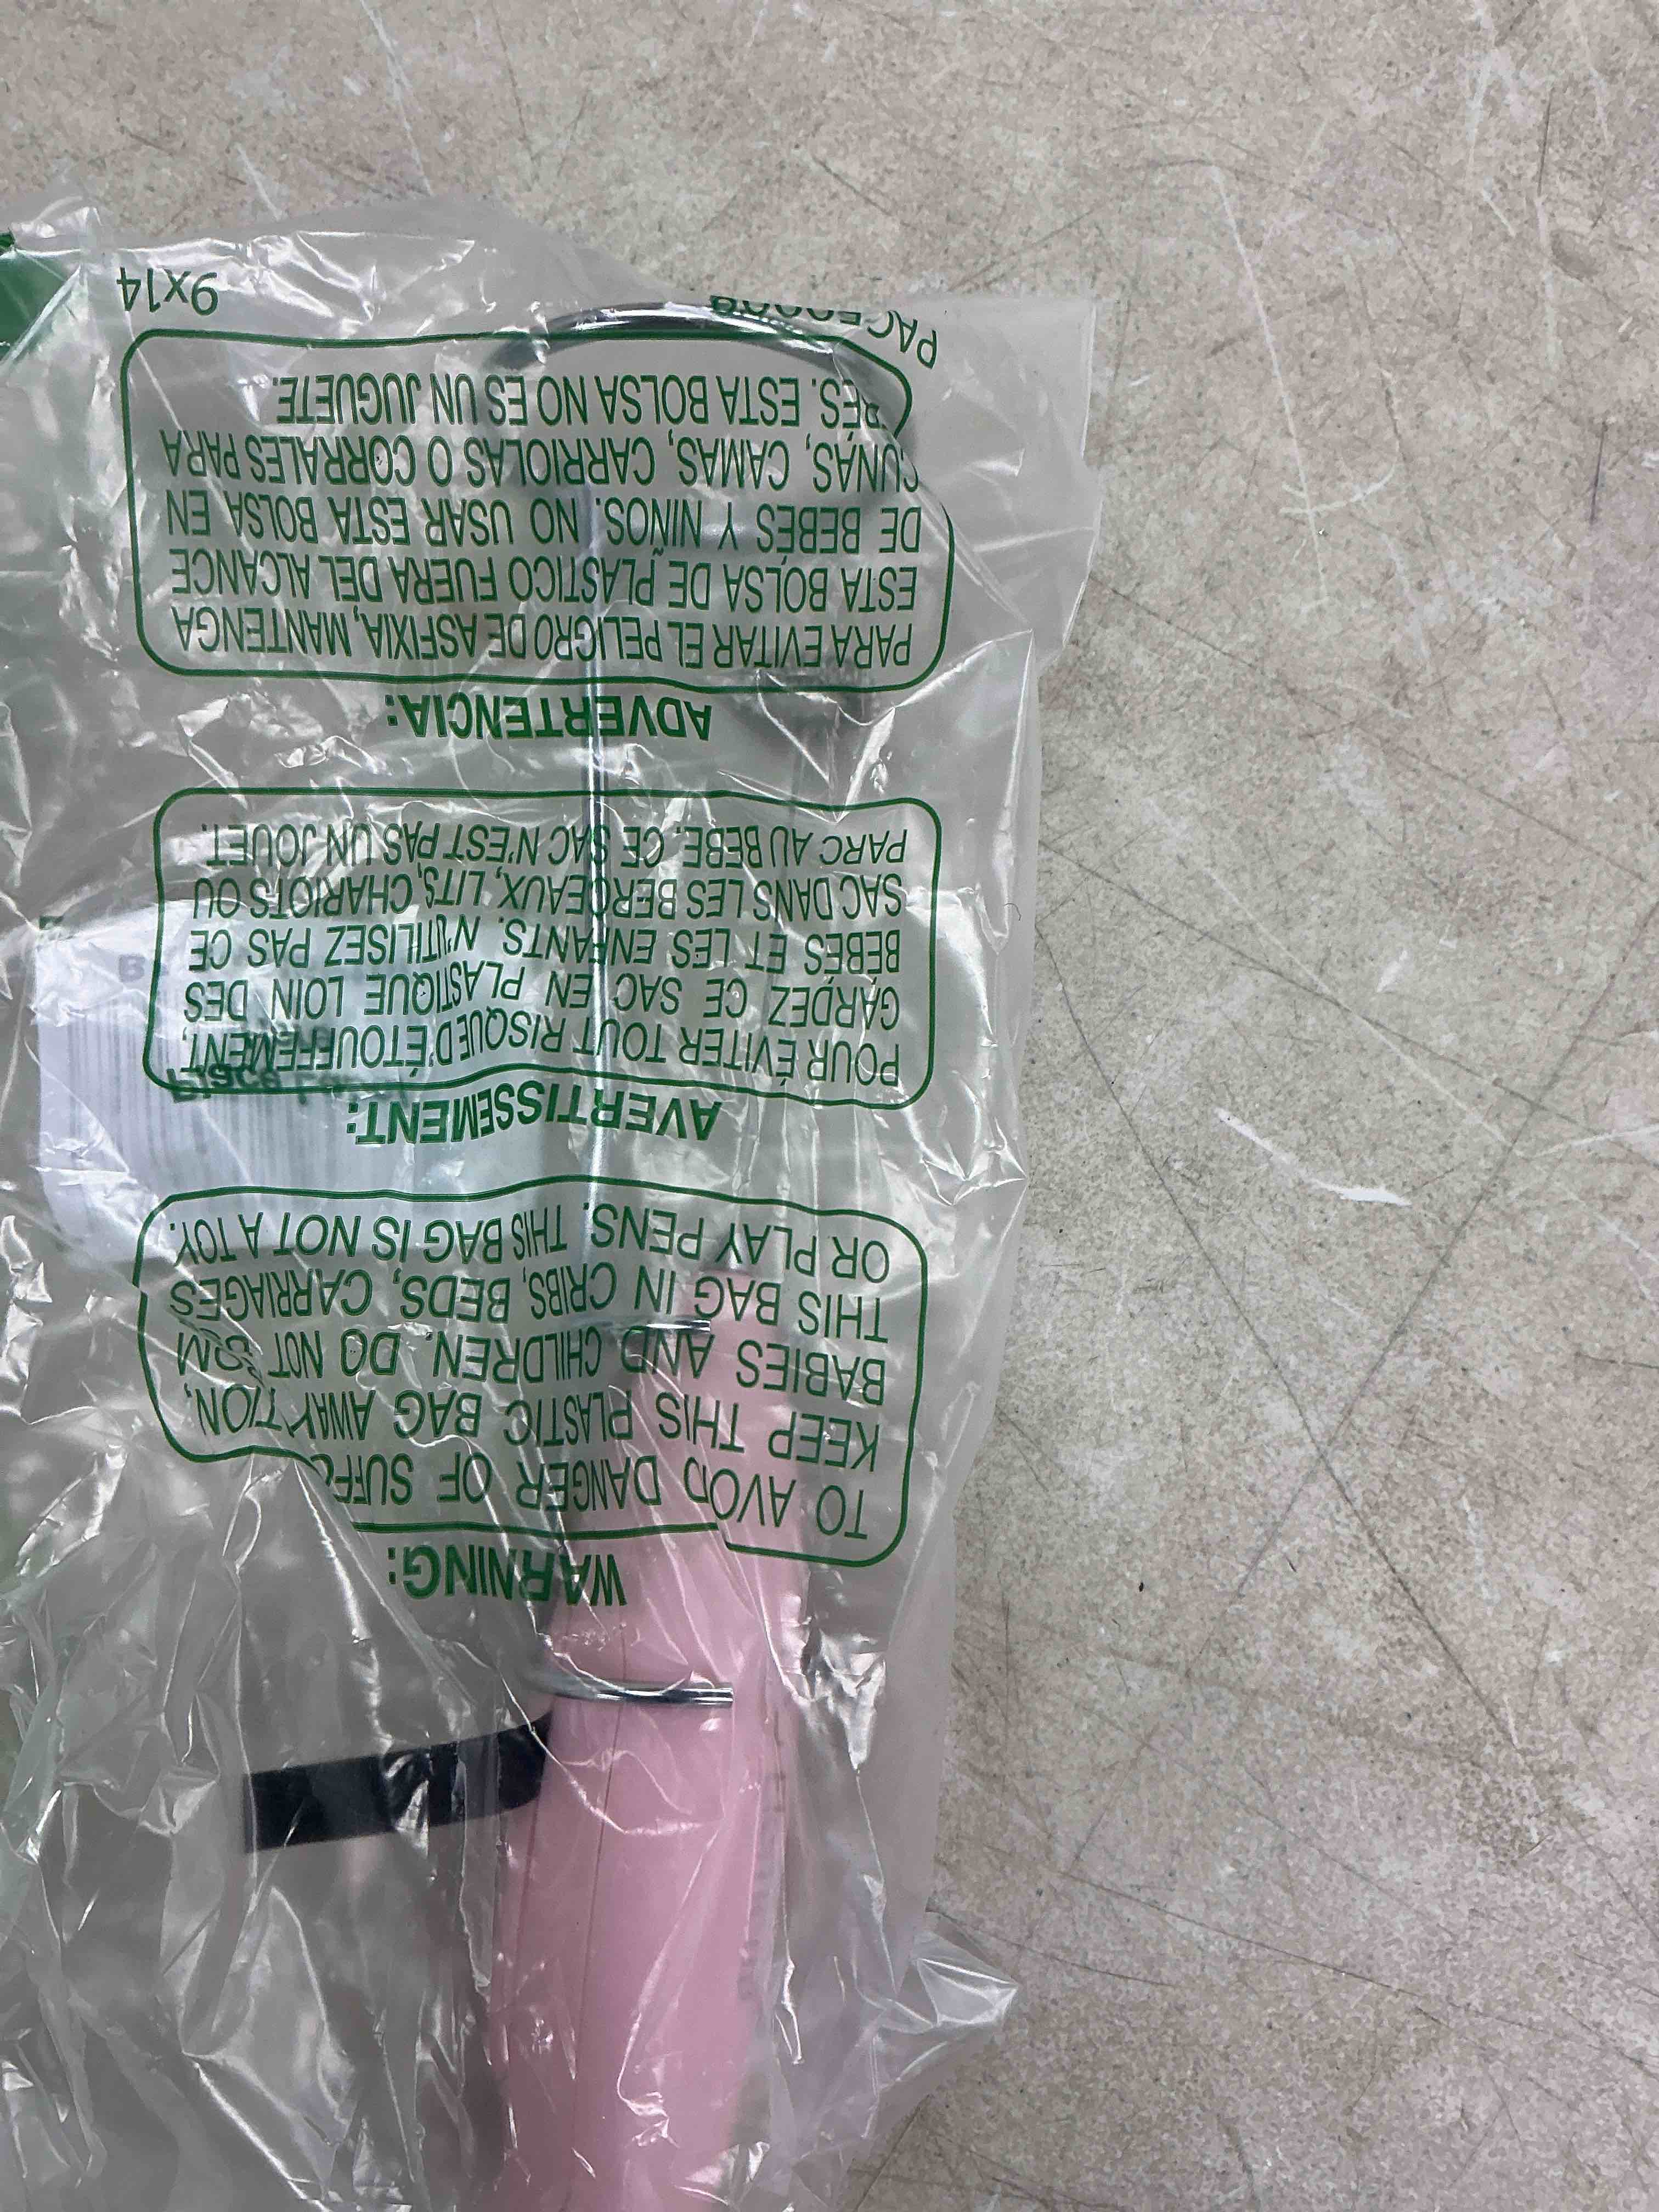 WARNING:
TO AVOID DANGER OF SUFFO
TION,
KEEP THIS PLASTIC BAG AWAY
BABIES AND CHILDREN. DO NOT
THIS BAG IN CRIBS, BEDS, CARRIAGES
OR PLAY PENS. THIS BAG IS NOT A TOY.
AVERTISSEMENT:
POUR ÉVITER TOUT RISQUE D'ÉTOUFFEMENT,
GARDEZ CE SAC EN PLASTIQUE LOIN DES
BÉBÉS ET LES ENFANTS. N'UTILISEZ PAS CE
SAC DANS LES BERCEAUX, LITS, CHARIOTS OU
PARC AU BEBE. CE SAC N'EST PAS UN JOUET.
ADVERTENCIA:
PARA EVITAR EL PELIGRO DE ASFIXIA, MANTENGA
ESTA BOLSA DE PLASTICO FUERA DEL ALCANCE
DE BEBÉS Y NIÑOS. NO USAR ESTA BOLSA EN
CUNAS, CAMAS, CARRIOLAS O CORRALES PARA
RES. ESTA BOLSA NO ES UN JUGUETE.
9x14